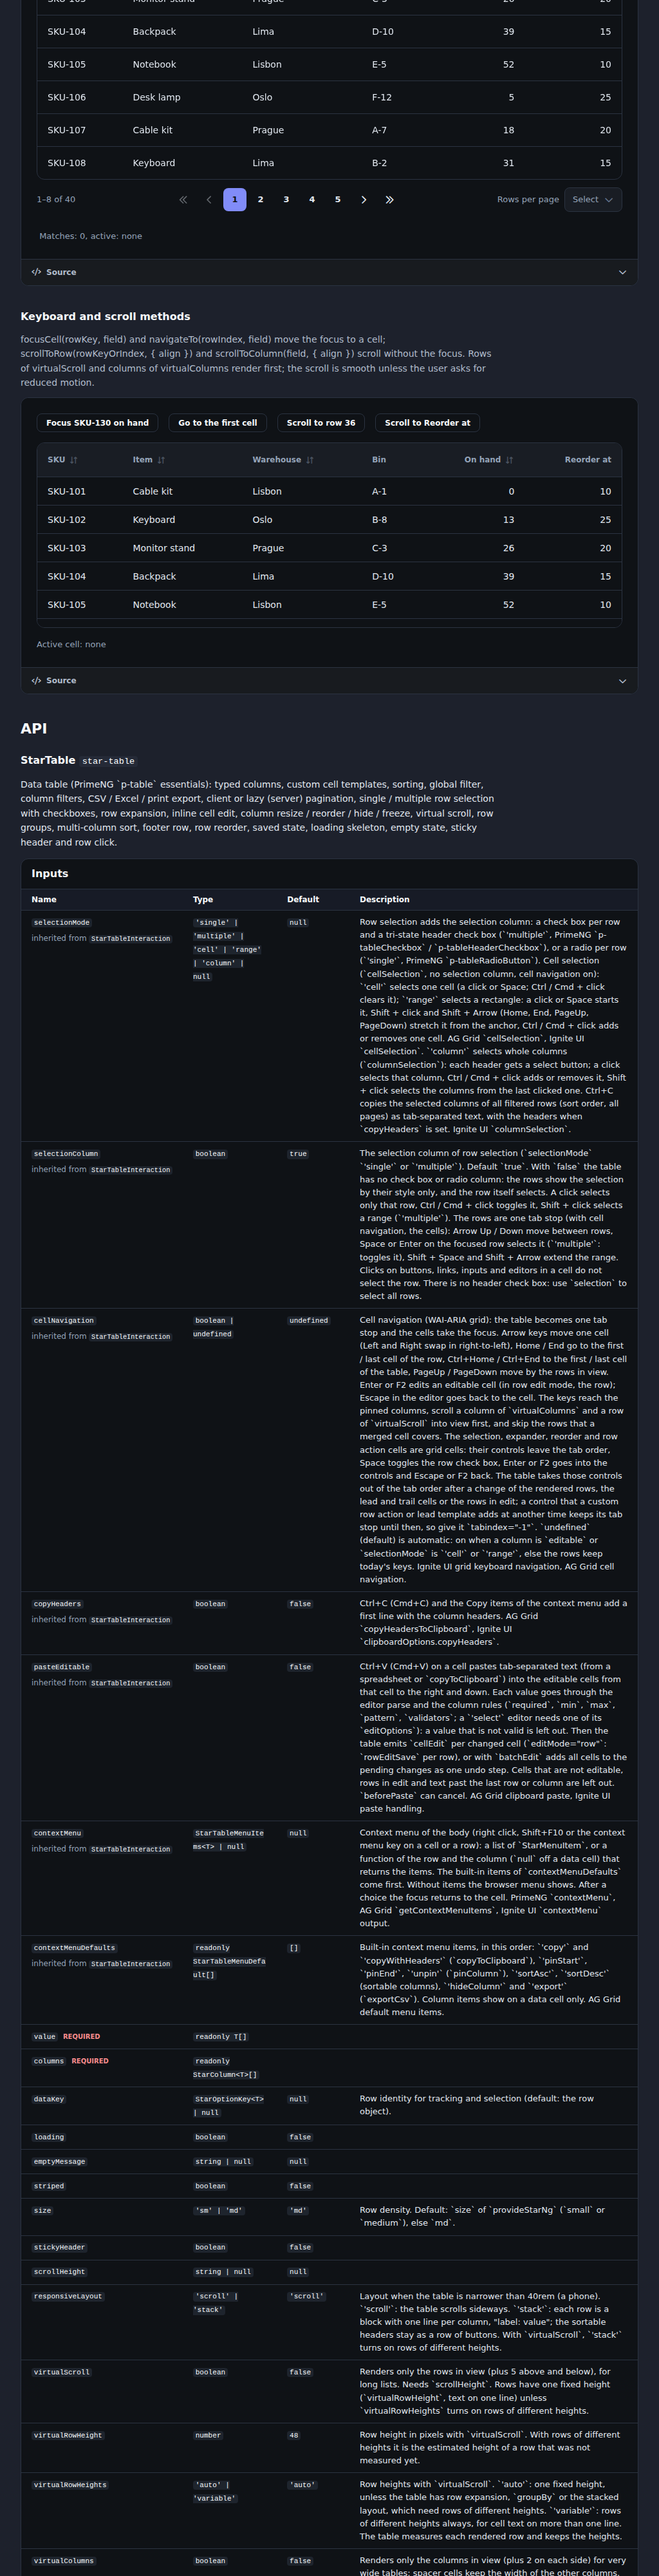 SKU-104 Backpack Lima D-10 39 15
SKU-105 Notebook Lisbon E-5 52 10
SKU-106 Desk lamp Oslo F-12 5 25
SKU-107 Cable kit Prague A-7 18 20
SKU-108 Keyboard Lima B-2 31 15
1–8 of 40 1 2 3 4 5 Rows per page Select
Matches: 0, active: none
Source
Keyboard and scroll methods
focusCell(rowKey, field) and navigateTo(rowIndex, field) move the focus to a cell;
scrollToRow(rowKeyOrIndex, { align }) and scrollToColumn(field, { align }) scroll without the focus. Rows
of virtualScroll and columns of virtualColumns render first; the scroll is smooth unless the user asks for
reduced motion.
Focus SKU-130 on hand Go to the first cell Scroll to row 36 Scroll to Reorder at
SKU Item Warehouse Bin On hand Reorder at
SKU-101 Cable kit Lisbon A-1 0 10
SKU-102 Keyboard Oslo B-8 13 25
SKU-103 Monitor stand Prague C-3 26 20
SKU-104 Backpack Lima D-10 39 15
SKU-105 Notebook Lisbon E-5 52 10
Active cell: none
Source
API
StarTable star-table
Data table (PrimeNG `p-table` essentials): typed columns, custom cell templates, sorting, global filter,
column filters, CSV / Excel / print export, client or lazy (server) pagination, single / multiple row selection
with checkboxes, row expansion, inline cell edit, column resize / reorder / hide / freeze, virtual scroll, row
groups, multi-column sort, footer row, row reorder, saved state, loading skeleton, empty state, sticky
header and row click.
Inputs
Name Type Default Description
selectionMode
inherited from StarTableInteraction
'single' |
'multiple' |
'cell' | 'range'
| 'column' |
null
null
Row selection adds the selection column: a check box per row
and a tri-state header check box (`'multiple'`, PrimeNG `p-
tableCheckbox` / `p-tableHeaderCheckbox`), or a radio per row
(`'single'`, PrimeNG `p-tableRadioButton`). Cell selection
(`cellSelection`, no selection column, cell navigation on):
`'cell'` selects one cell (a click or Space; Ctrl / Cmd + click
clears it); `'range'` selects a rectangle: a click or Space starts
it, Shift + click and Shift + Arrow (Home, End, PageUp,
PageDown) stretch it from the anchor, Ctrl / Cmd + click adds
or removes one cell. AG Grid `cellSelection`, Ignite UI
`cellSelection`. `'column'` selects whole columns
(`columnSelection`): each header gets a select button; a click
selects that column, Ctrl / Cmd + click adds or removes it, Shift
+ click selects the columns from the last clicked one. Ctrl+C
copies the selected columns of all filtered rows (sort order, all
pages) as tab-separated text, with the headers when
`copyHeaders` is set. Ignite UI `columnSelection`.
selectionColumn
inherited from StarTableInteraction
boolean
true
The selection column of row selection (`selectionMode`
`'single'` or `'multiple'`). Default `true`. With `false` the table
has no check box or radio column: the rows show the selection
by their style only, and the row itself selects. A click selects
only that row, Ctrl / Cmd + click toggles it, Shift + click selects
a range (`'multiple'`). The rows are one tab stop (with cell
navigation, the cells): Arrow Up / Down move between rows,
Space or Enter on the focused row selects it (`'multiple'`:
toggles it), Shift + Space and Shift + Arrow extend the range.
Clicks on buttons, links, inputs and editors in a cell do not
select the row. There is no header check box: use `selection` to
select all rows.
cellNavigation
inherited from StarTableInteraction
boolean |
undefined
undefined
Cell navigation (WAI-ARIA grid): the table becomes one tab
stop and the cells take the focus. Arrow keys move one cell
(Left and Right swap in right-to-left), Home / End go to the first
/ last cell of the row, Ctrl+Home / Ctrl+End to the first / last cell
of the table, PageUp / PageDown move by the rows in view.
Enter or F2 edits an editable cell (in row edit mode, the row);
Escape in the editor goes back to the cell. The keys reach the
pinned columns, scroll a column of `virtualColumns` and a row
of `virtualScroll` into view first, and skip the rows that a
merged cell covers. The selection, expander, reorder and row
action cells are grid cells: their controls leave the tab order,
Space toggles the row check box, Enter or F2 goes into the
controls and Escape or F2 back. The table takes those controls
out of the tab order after a change of the rendered rows, the
lead and trail cells or the rows in edit; a control that a custom
row action or lead template adds at another time keeps its tab
stop until then, so give it `tabindex="-1"`. `undefined`
(default) is automatic: on when a column is `editable` or
`selectionMode` is `'cell'` or `'range'`, else the rows keep
today's keys. Ignite UI grid keyboard navigation, AG Grid cell
navigation.
copyHeaders
inherited from StarTableInteraction
boolean
false
Ctrl+C (Cmd+C) and the Copy items of the context menu add a
first line with the column headers. AG Grid
`copyHeadersToClipboard`, Ignite UI
`clipboardOptions.copyHeaders`.
pasteEditable
inherited from StarTableInteraction
boolean
false
Ctrl+V (Cmd+V) on a cell pastes tab-separated text (from a
spreadsheet or `copyToClipboard`) into the editable cells from
that cell to the right and down. Each value goes through the
editor parse and the column rules (`required`, `min`, `max`,
`pattern`, `validators`; a `'select'` editor needs one of its
`editOptions`): a value that is not valid is left out. Then the
table emits `cellEdit` per changed cell (`editMode="row"`:
`rowEditSave` per row), or with `batchEdit` adds all cells to the
pending changes as one undo step. Cells that are not editable,
rows in edit and text past the last row or column are left out.
`beforePaste` can cancel. AG Grid clipboard paste, Ignite UI
paste handling.
contextMenu
inherited from StarTableInteraction
StarTableMenuIte
ms<T> | null
null
Context menu of the body (right click, Shift+F10 or the context
menu key on a cell or a row): a list of `StarMenuItem`, or a
function of the row and the column (`null` off a data cell) that
returns the items. The built-in items of `contextMenuDefaults`
come first. Without items the browser menu shows. After a
choice the focus returns to the cell. PrimeNG `contextMenu`,
AG Grid `getContextMenuItems`, Ignite UI `contextMenu`
output.
contextMenuDefaults
inherited from StarTableInteraction
readonly
StarTableMenuDefa
ult[]
[]
Built-in context menu items, in this order: `'copy'` and
`'copyWithHeaders'` (`copyToClipboard`), `'pinStart'`,
`'pinEnd'`, `'unpin'` (`pinColumn`), `'sortAsc'`, `'sortDesc'`
(sortable columns), `'hideColumn'` and `'export'`
(`exportCsv`). Column items show on a data cell only. AG Grid
default menu items.
value REQUIRED readonly T[]
columns REQUIRED
readonly
StarColumn<T>[]
dataKey
StarOptionKey<T>
| null
null
Row identity for tracking and selection (default: the row
object).
loading boolean false
emptyMessage string | null null
striped boolean false
size 'sm' | 'md' 'md'
Row density. Default: `size` of `provideStarNg` (`small` or
`medium`), else `md`.
stickyHeader boolean false
scrollHeight string | null null
responsiveLayout
'scroll' |
'stack'
'scroll'
Layout when the table is narrower than 40rem (a phone).
`'scroll'`: the table scrolls sideways. `'stack'`: each row is a
block with one line per column, "label: value"; the sortable
headers stay as a row of buttons. With `virtualScroll`, `'stack'`
turns on rows of different heights.
virtualScroll boolean false
Renders only the rows in view (plus 5 above and below), for
long lists. Needs `scrollHeight`. Rows have one fixed height
(`virtualRowHeight`, text on one line) unless
`virtualRowHeights` turns on rows of different heights.
virtualRowHeight number 48
Row height in pixels with `virtualScroll`. With rows of different
heights it is the estimated height of a row that was not
measured yet.
virtualRowHeights
'auto' |
'variable'
'auto'
Row heights with `virtualScroll`. `'auto'`: one fixed height,
unless the table has row expansion, `groupBy` or the stacked
layout, which need rows of different heights. `'variable'`: rows
of different heights always, for cell text on more than one line.
The table measures each rendered row and keeps the heights.
virtualColumns boolean false
Renders only the columns in view (plus 2 on each side) for very
wide tables; spacer cells keep the width of the other columns.